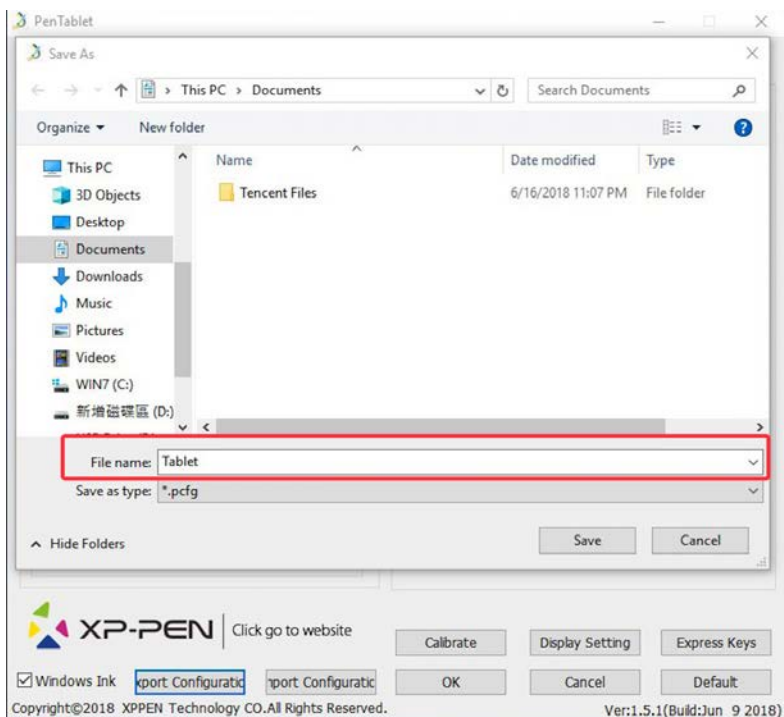 PenTablet
Save As
This PC > Documents
Search Documents
Organize
New folder
This PC
3D Objects
Desktop
Documents
Downloads
Music
Pictures
Videos
WIN7 (C:)
新增磁碟區 (D:)
Name Date modified Type
Tencent Files 6/16/2018 11:07 PM File folder
File name: Tablet
Save as type: *.pcfg
Hide Folders
Save Cancel
XP-PEN Click go to website
Calibrate Display Setting Express Keys
Windows Ink xport Configuratic nport Configuratic OK Cancel Default
Copyright©2018 XPPEN Technology CO.All Rights Reserved. Ver:1.5.1(Build:Jun 9 2018)